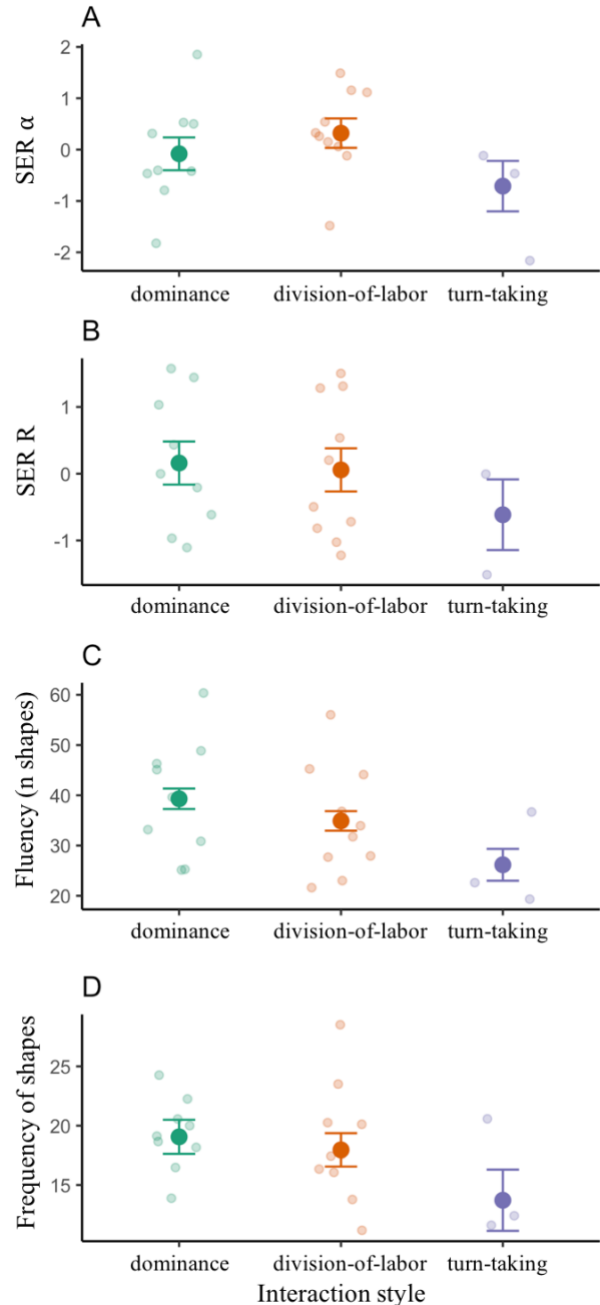 A
SER α
2
1
0
-1
-2
dominance division-of-labor turn-taking
B
SER R
1
0
-1
dominance division-of-labor turn-taking
C
Fluency (n shapes)
60
50
40
30
20
dominance division-of-labor turn-taking
D
Frequency of shapes
25
20
15
dominance division-of-labor turn-taking
Interaction style